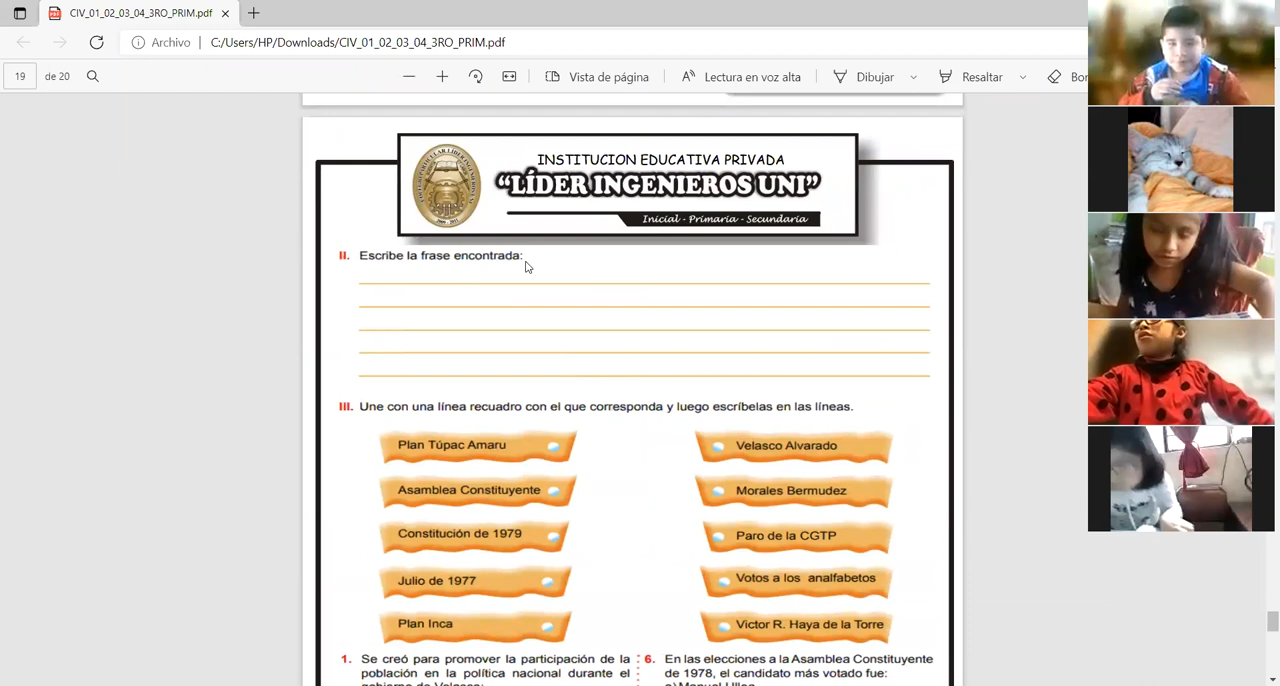 CIV_01_02_03_04_3RO_PRIM.pdf
Archivo | C:/Users/HP/Downloads/CIV_01_02_03_04_3RO_PRIM.pdf
19 de 20 Vista de página Lectura en voz alta Dibujar Resaltar
INSTITUCION EDUCATIVA PRIVADA
“LÍDER INGENIEROS UNI”
Inicial - Primaria - Secundaria
II. Escribe la frase encontrada:
III. Une con una línea recuadro con el que corresponda y luego escríbelas en las líneas.
Plan Túpac Amaru Velasco Alvarado
Asamblea Constituyente Morales Bermudez
Constitución de 1979 Paro de la CGTP
Julio de 1977 Votos a los analfabetos
Plan Inca Victor R. Haya de la Torre
1. Se creó para promover la participación de la
población en la política nacional durante el
gobierno de Velasco:
6. En las elecciones a la Asamblea Constituyente
de 1978, el candidato más votado fue:
a) Manuel Ulloa